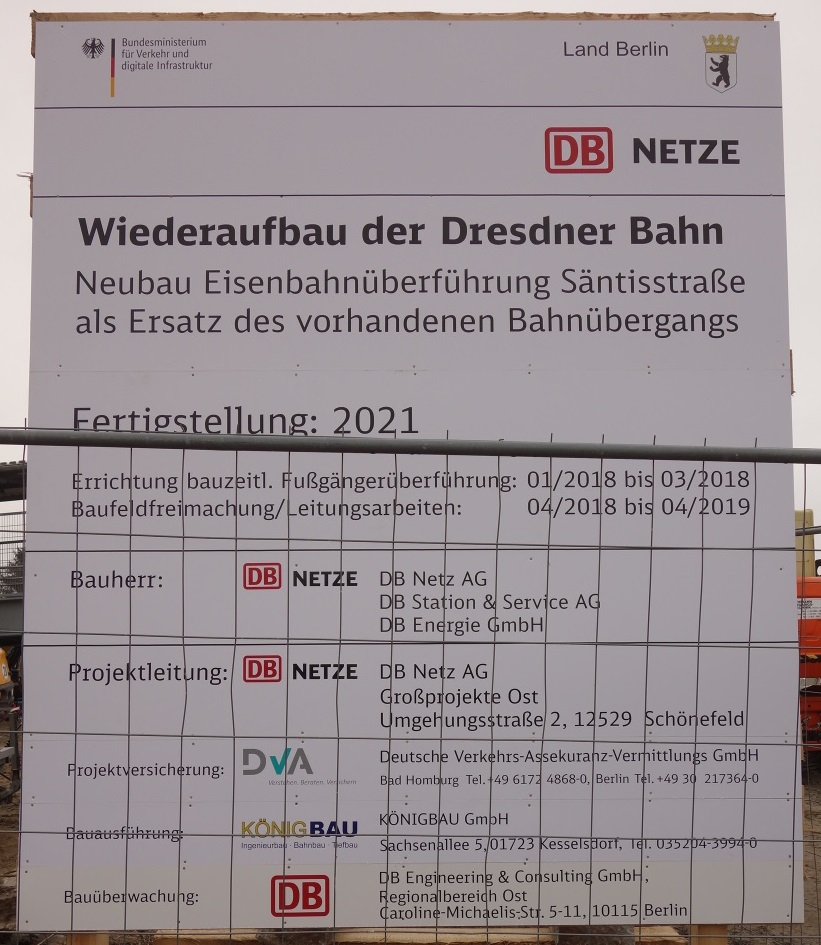 Bundesministerium
für Verkehr und
digitale Infrastruktur
Land Berlin
DB NETZE
Wiederaufbau der Dresdner Bahn
Neubau Eisenbahnüberführung Säntisstraße
als Ersatz des vorhandenen Bahnübergangs
Fertigstellung: 2021
Errichtung bauzeitl. Fußgängerüberführung: 01/2018 bis 03/2018
Baufeldfreimachung/Leitungsarbeiten: 04/2018 bis 04/2019
Bauherr: DB NETZE DB Netz AG
DB Station & Service AG
DB Energie GmbH
Projektleitung: DB NETZE DB Netz AG
Großprojekte Ost
Umgehungsstraße 2, 12529 Schönefeld
Projektversicherung: DVA Deutsche Verkehrs-Assekuranz-Vermittlungs GmbH
Verstehen. Beraten. Versichern
Bad Homburg Tel.+49 6172 4868-0, Berlin Tel.+49 30 217364-0
Bauausführung: KÖNIGBAU KÖNIGBAU GmbH
Ingenieurbau · Bahnbau · Tiefbau
Sachsenallee 5,01723 Kesselsdorf, Tel. 035204-3994-0
Bauüberwachung: DB DB Engineering & Consulting GmbH,
Regionalbereich Ost
Caroline-Michaelis-Str. 5-11, 10115 Berlin